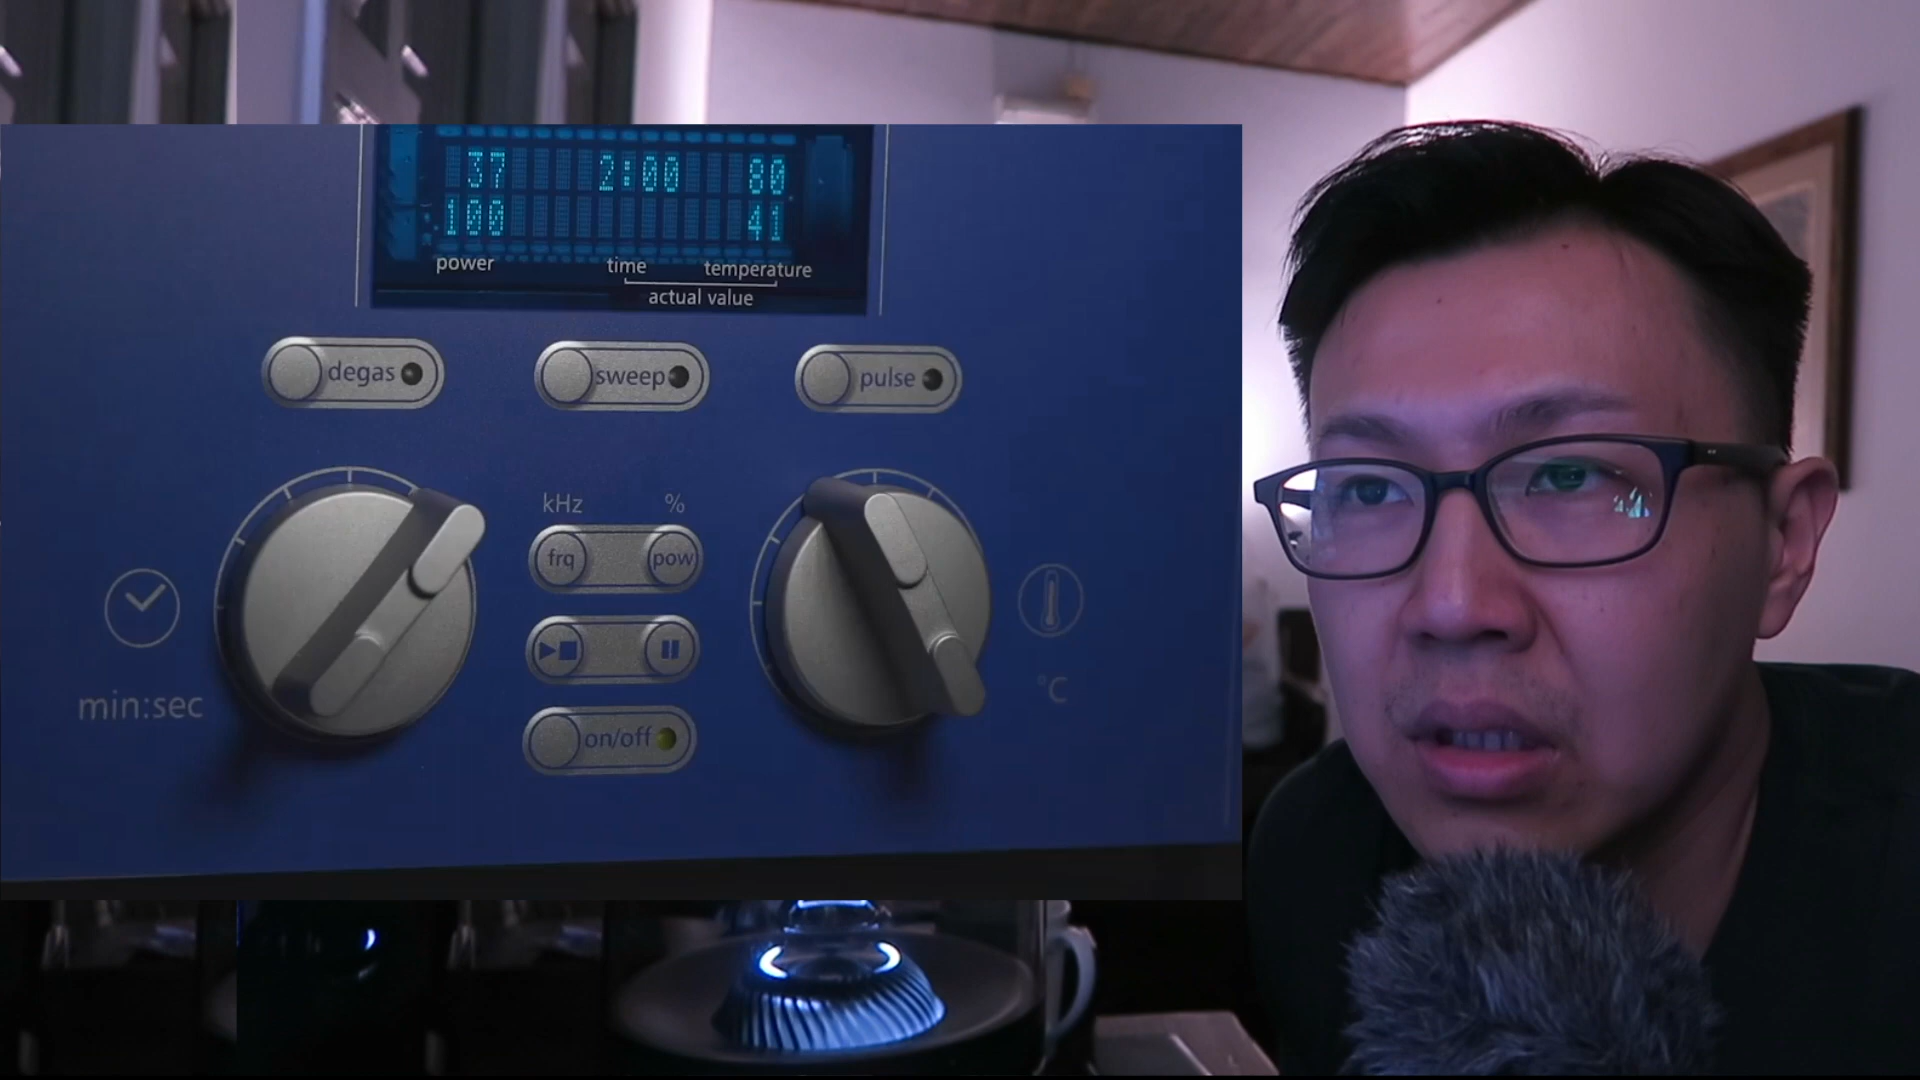 37 2:00 80
100 41
power time temperature
actual value
degas sweep pulse
kHz %
frq pow
min:sec °C
on/off